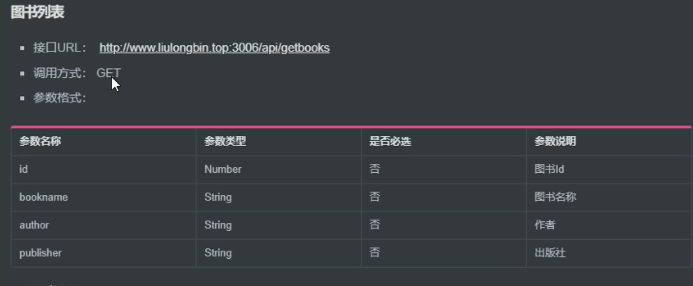 图书列表
接口URL： http://www.liulongbin.top:3006/api/getbooks
调用方式： GET
参数格式：
参数名称 参数类型 是否必选 参数说明
id Number 否 图书Id
bookname String 否 图书名称
author String 否 作者
publisher String 否 出版社